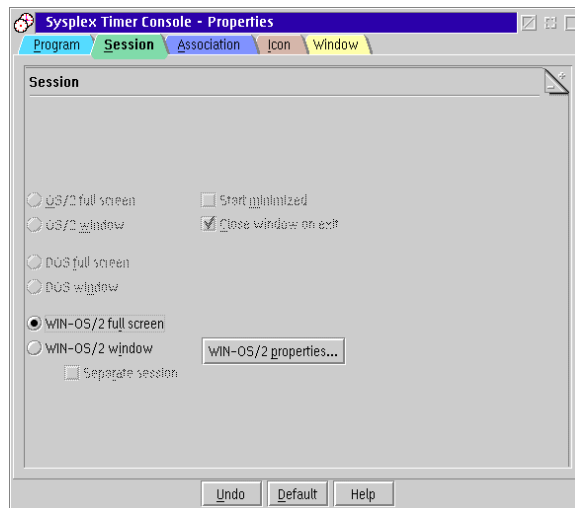 Sysplex Timer Console - Properties
Program Session Association Icon Window
Session
OS/2 full screen
Start minimized
OS/2 window
Close window on exit
DOS full screen
DOS window
WIN-OS/2 full screen
WIN-OS/2 window
WIN-OS/2 properties...
Separate session
Undo Default Help